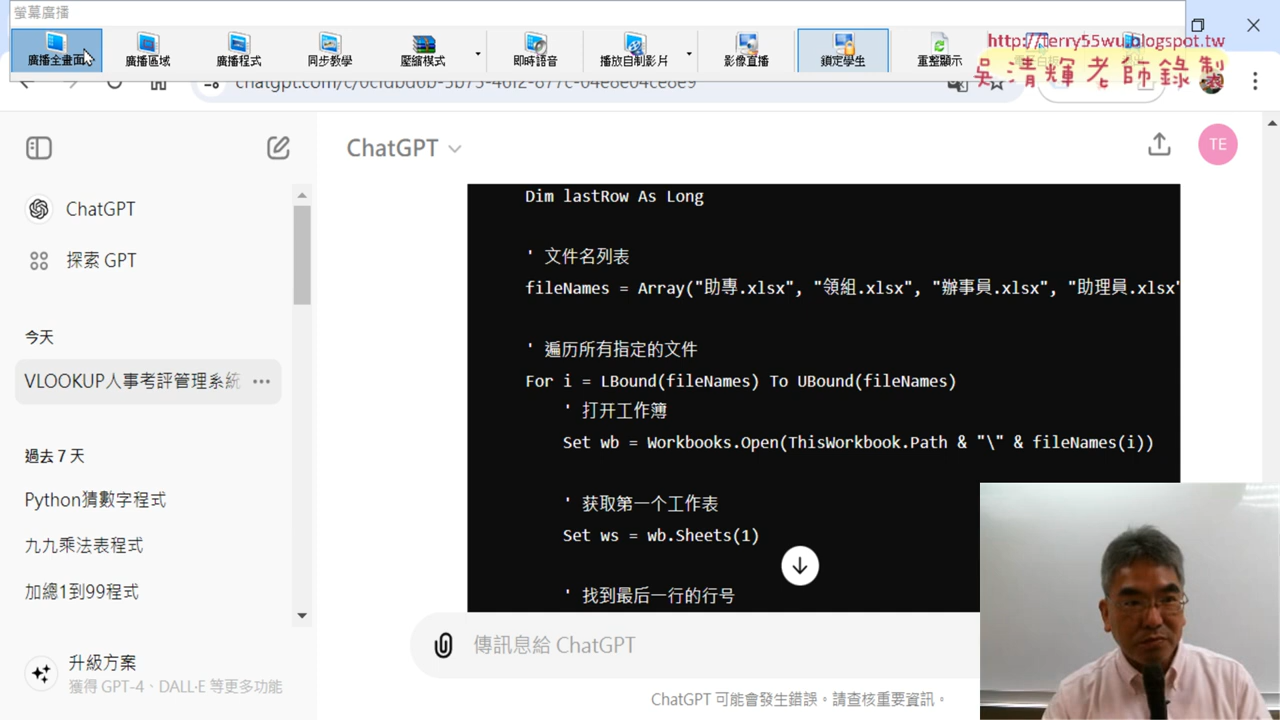 螢幕廣播
廣播全畫面
廣播區域
廣播程式
同步教學
壓縮模式
即時語音
播放自制影片
影像直播
鎖定學生
重整顯示
http://terry55wu.blogspot.tw
吳清輝老師錄製
ChatGPT
TE
ChatGPT
探索 GPT
今天
VLOOKUP人事考評管理系統
過去 7 天
Python猜數字程式
九九乘法表程式
加總1到99程式
升級方案
獲得 GPT-4、DALL·E 等更多功能
Dim lastRow As Long
' 文件名列表
fileNames = Array("助專.xlsx", "領組.xlsx", "辦事員.xlsx", "助理員.xlsx"
' 遍历所有指定的文件
For i = LBound(fileNames) To UBound(fileNames)
' 打开工作簿
Set wb = Workbooks.Open(ThisWorkbook.Path & "\" & fileNames(i))
' 获取第一个工作表
Set ws = wb.Sheets(1)
' 找到最后一行的行号
傳訊息給 ChatGPT
ChatGPT 可能會發生錯誤。請查核重要資訊。